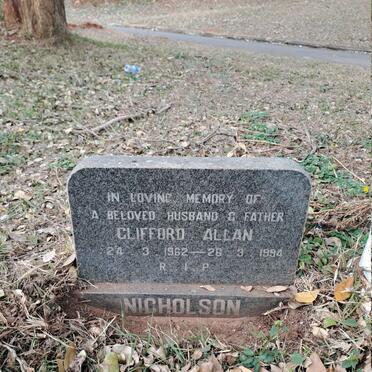 IN LOVING MEMORY OF
A BELOVED HUSBAND & FATHER
CLIFFORD ALLAN
24 . 3 . 1962 — 26 . 3 . 1994
R . I . P
NICHOLSON